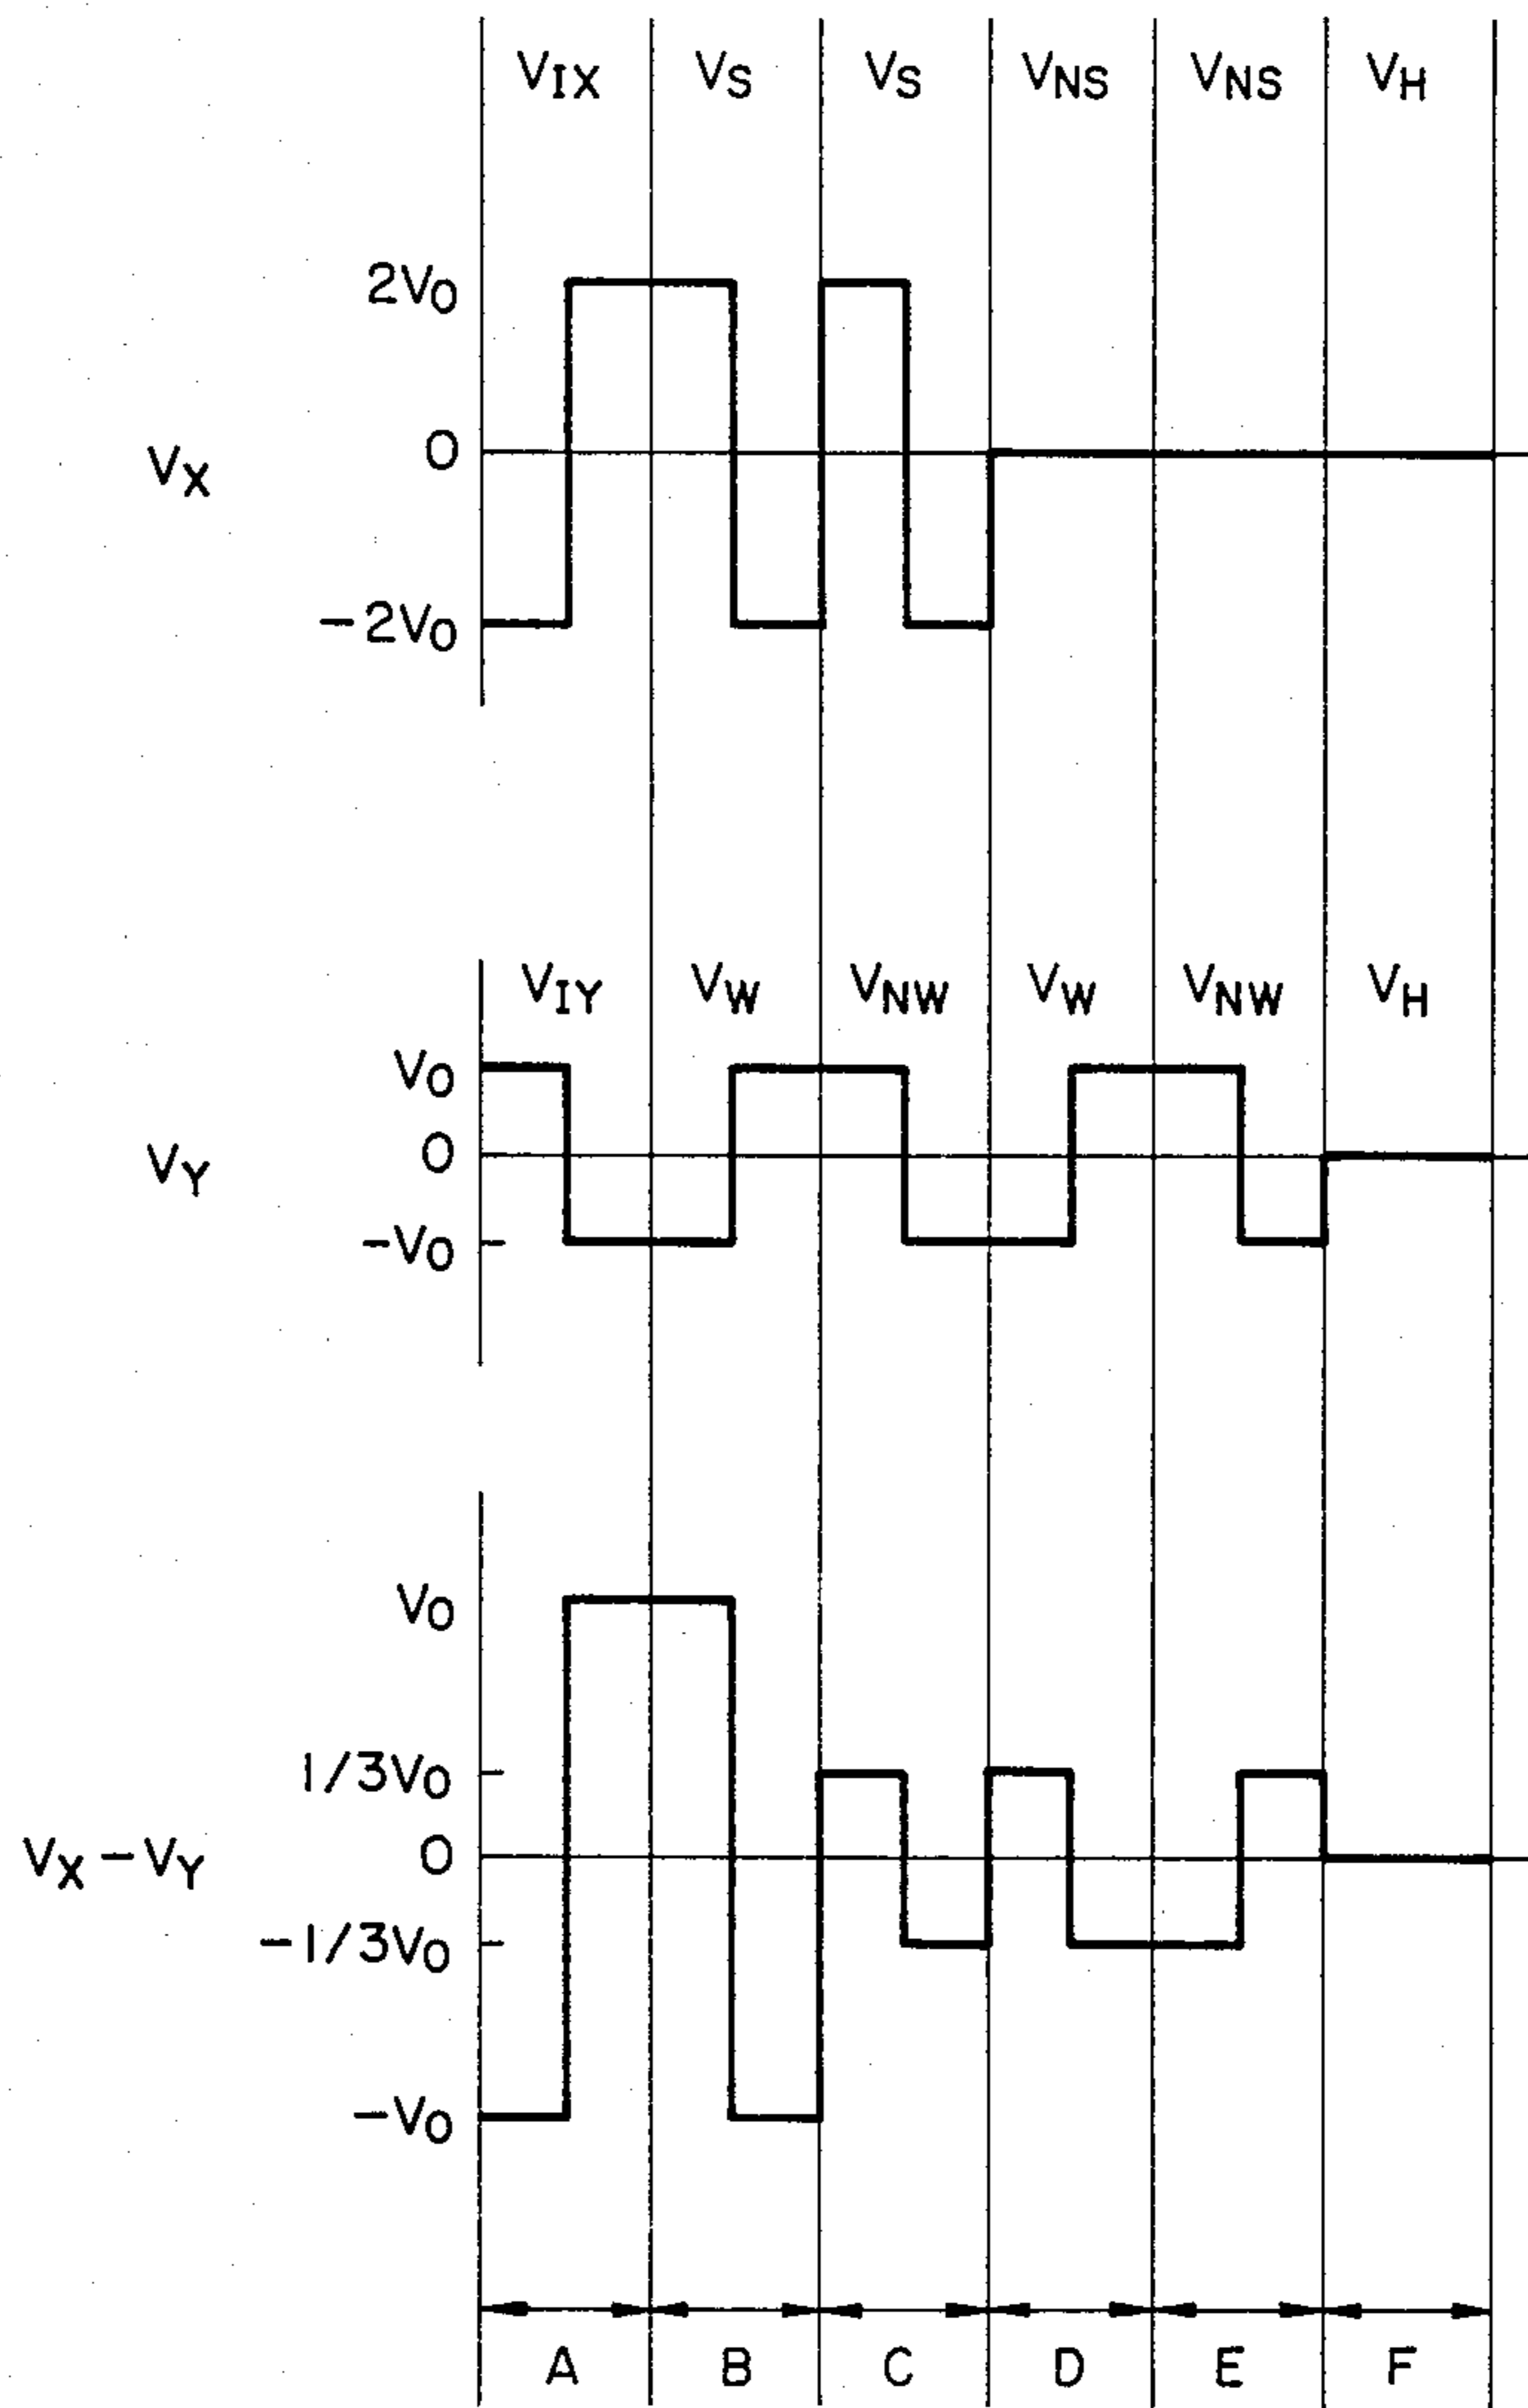 VIX VS VS VNS VNS VH
2VO
0
VX
-2VO
VIY VW VNW VW VNW VH
VO
0
VY
-VO
VO
1/3VO
0
VX-VY
-1/3VO
-VO
A B C D E F